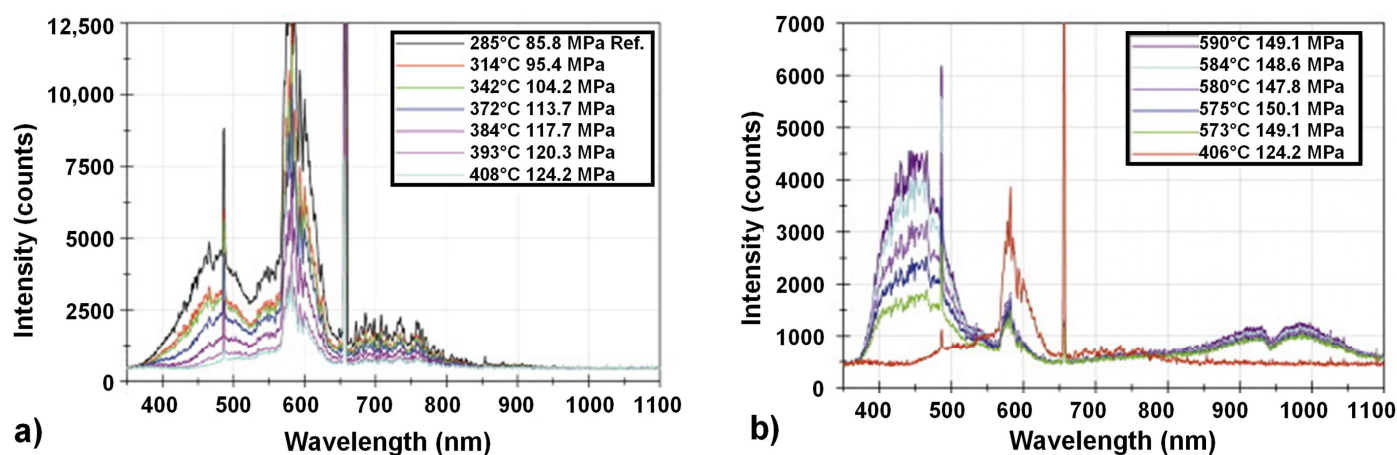 12,500
10,000
7500
5000
2500
0
Intensity (counts)
285°C 85.8 MPa Ref.
314°C 95.4 MPa
342°C 104.2 MPa
372°C 113.7 MPa
384°C 117.7 MPa
393°C 120.3 MPa
408°C 124.2 MPa
400 500 600 700 800 900 1000 1100
Wavelength (nm)
a)
7000
6000
5000
4000
3000
2000
1000
0
Intensity (counts)
590°C 149.1 MPa
584°C 148.6 MPa
580°C 147.8 MPa
575°C 150.1 MPa
573°C 149.1 MPa
406°C 124.2 MPa
400 500 600 700 800 900 1000 1100
Wavelength (nm)
b)